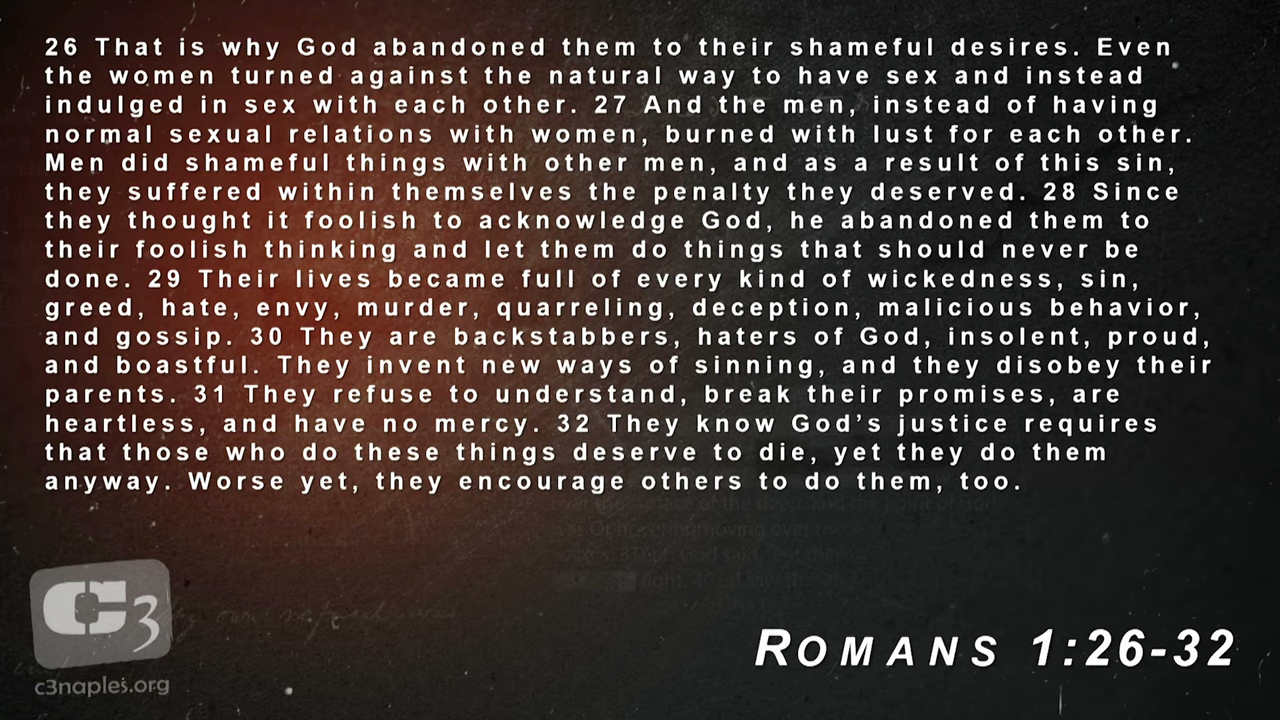 26 That is why God abandoned them to their shameful desires. Even
the women turned against the natural way to have sex and instead
indulged in sex with each other. 27 And the men, instead of having
normal sexual relations with women, burned with lust for each other.
Men did shameful things with other men, and as a result of this sin,
they suffered within themselves the penalty they deserved. 28 Since
they thought it foolish to acknowledge God, he abandoned them to
their foolish thinking and let them do things that should never be
done. 29 Their lives became full of every kind of wickedness, sin,
greed, hate, envy, murder, quarreling, deception, malicious behavior,
and gossip. 30 They are backstabbers, haters of God, insolent, proud,
and boastful. They invent new ways of sinning, and they disobey their
parents. 31 They refuse to understand, break their promises, are
heartless, and have no mercy. 32 They know God’s justice requires
that those who do these things deserve to die, yet they do them
anyway. Worse yet, they encourage others to do them, too.
C3
c3naples.org
Romans 1:26-32